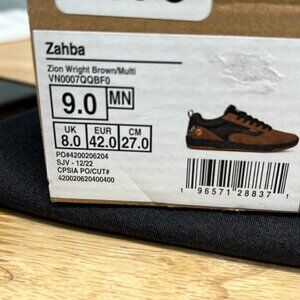 Zahba
Zion Wright Brown/Multi
VN0007QQBF0
9.0 MN
UK EUR CM
8.0 42.0 27.0
PO#4200206204
SJV - 12/22
CPSIA PO/CUT#
420020620400400
1 96571 28837 1